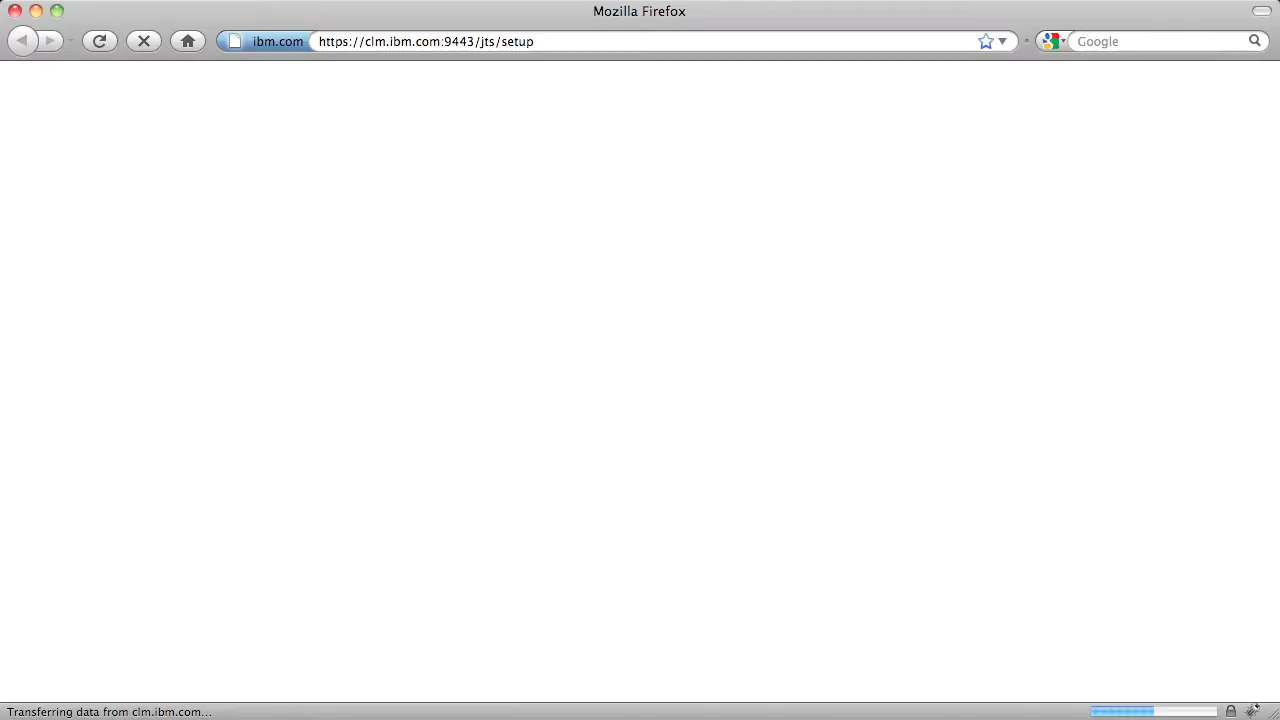 Mozilla Firefox
ibm.com https://clm.ibm.com:9443/jts/setup Google
Transferring data from clm.ibm.com...